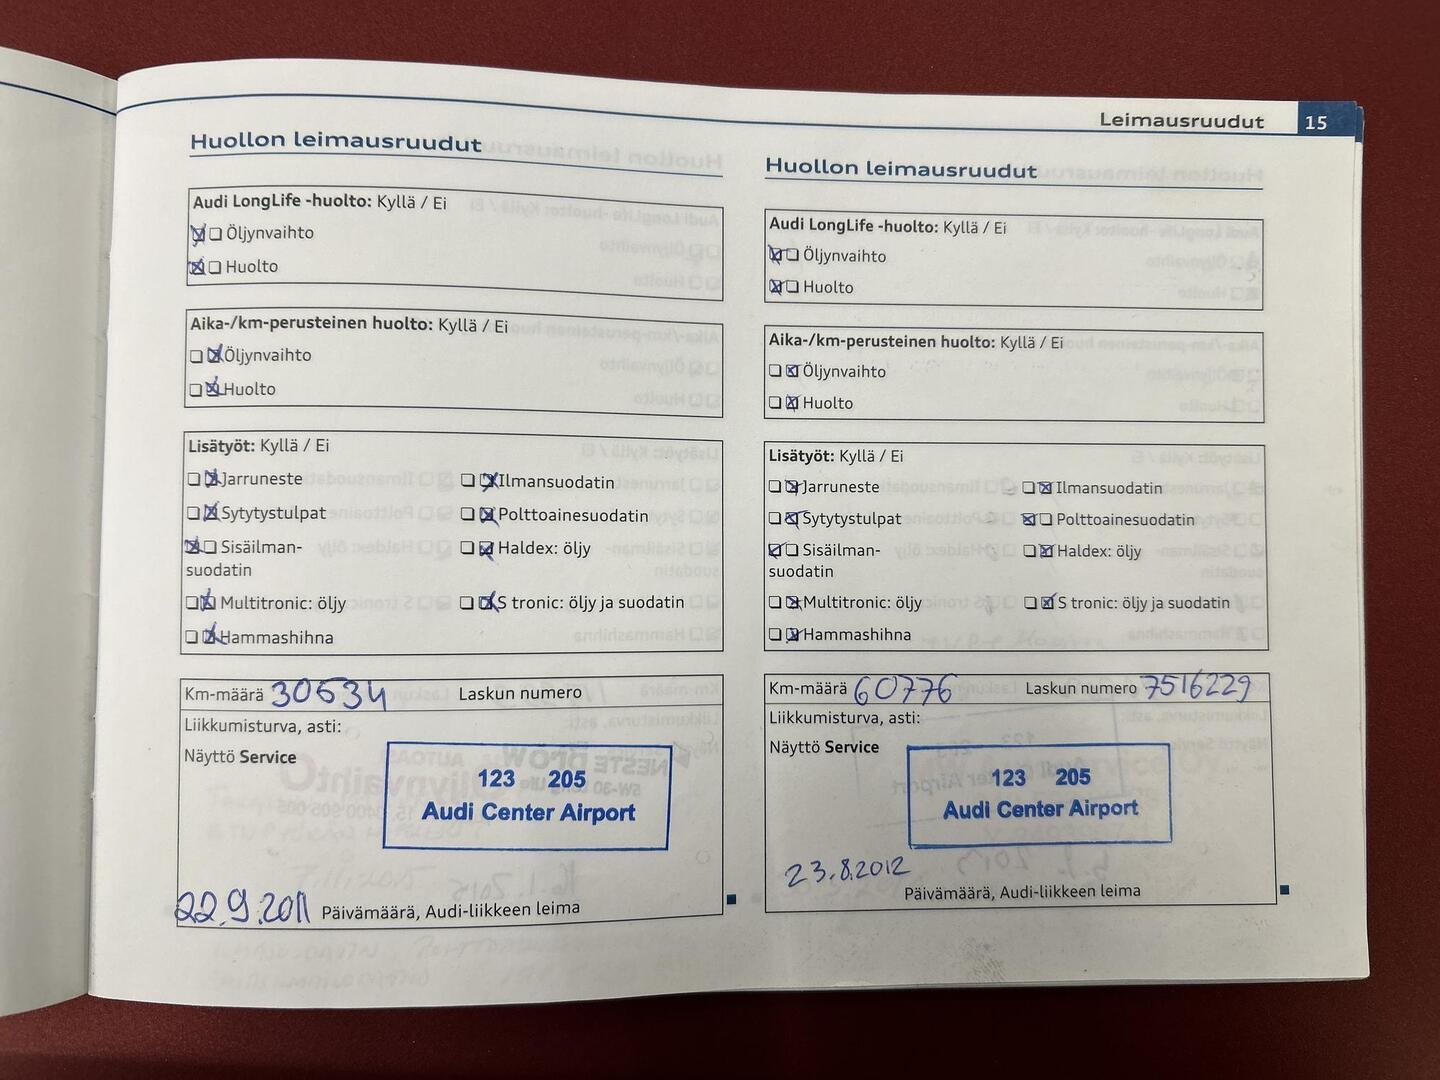 Leimausruudut 15
Huollon leimausruudut
Audi LongLife -huolto: Kyllä / Ei
Öljynvaihto
Huolto
Aika-/km-perusteinen huolto: Kyllä / Ei
Öljynvaihto
Huolto
Lisätyöt: Kyllä / Ei
Jarruneste Ilmansuodatin
Sytytystulpat Polttoainesuodatin
Sisäilman- Haldex: öljy
suodatin
Multitronic: öljy S tronic: öljy ja suodatin
Hammashihna
Km-määrä 30534 Laskun numero
Liikkumisturva, asti:
Näyttö Service
123 205
Audi Center Airport
22.9.2011 Päivämäärä, Audi-liikkeen leima
Huollon leimausruudut
Audi LongLife -huolto: Kyllä / Ei
Öljynvaihto
Huolto
Aika-/km-perusteinen huolto: Kyllä / Ei
Öljynvaihto
Huolto
Lisätyöt: Kyllä / Ei
Jarruneste Ilmansuodatin
Sytytystulpat Polttoainesuodatin
Sisäilman- Haldex: öljy
suodatin
Multitronic: öljy S tronic: öljy ja suodatin
Hammashihna
Km-määrä 60776 Laskun numero 7516229
Liikkumisturva, asti:
Näyttö Service
123 205
Audi Center Airport
23.8.2012
Päivämäärä, Audi-liikkeen leima